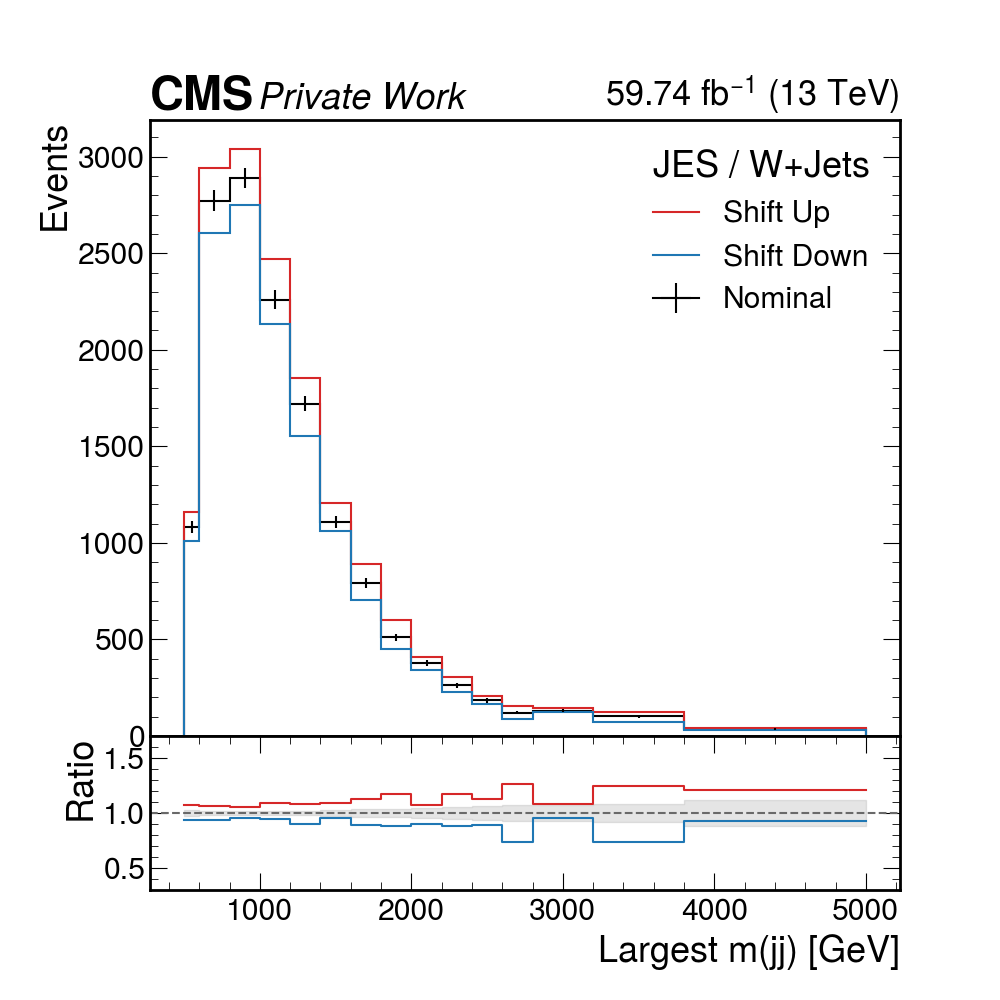 CMS Private Work 59.74 fb⁻¹ (13 TeV)
Events
3000
2500
2000
1500
1000
500
0
JES / W+Jets
Shift Up
Shift Down
Nominal
Ratio
1.5
1.0
0.5
1000 2000 3000 4000 5000
Largest m(jj) [GeV]